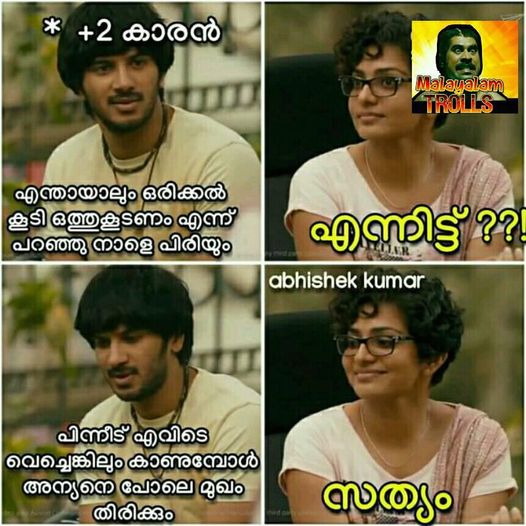 * +2 കാരൻ
എന്തായാലും ഒരിക്കൽ
കൂടി ഒത്തുകൂടണം എന്ന്
പറഞ്ഞു നാളെ പിരിയും
Malayalam
TROLLS
എന്നിട്ട് ??!
പിന്നീട് എവിടെ
വെച്ചെങ്കിലും കാണുമ്പോൾ
അന്യനെ പോലെ മുഖം
തിരിക്കും
abhishek kumar
സത്യം